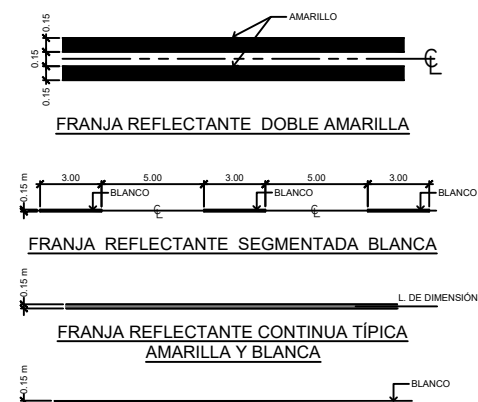 0.15
AMARILLO
0.15
℄
0.15
FRANJA REFLECTANTE DOBLE AMARILLA
3.00 5.00 3.00 5.00 3.00
0.15 m
BLANCO BLANCO BLANCO
℄ ℄
FRANJA REFLECTANTE SEGMENTADA BLANCA
0.15 m
L. DE DIMENSIÓN
FRANJA REFLECTANTE CONTINUA TÍPICA
AMARILLA Y BLANCA
0.15 m
BLANCO